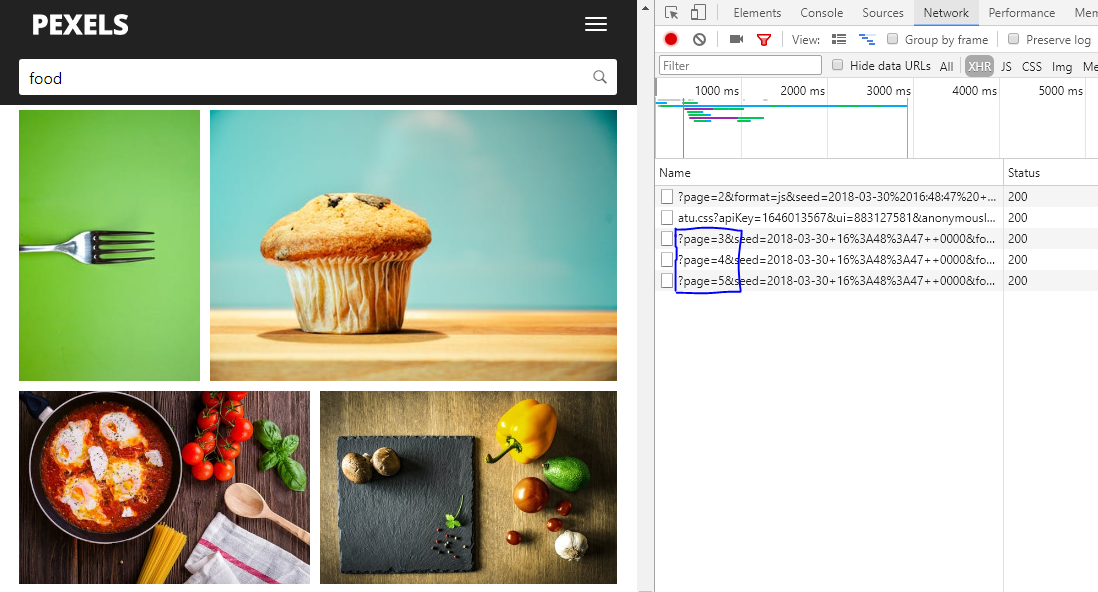 PEXELS
food
Elements Console Sources Network Performance Mem
View: Group by frame Preserve log
Filter Hide data URLs All XHR JS CSS Img Me
1000 ms 2000 ms 3000 ms 4000 ms 5000 ms
Name Status
?page=2&format=js&seed=2018-03-30%2016:48:47%20+... 200
atu.css?apiKey=1646013567&ui=883127581&anonymousl... 200
?page=3&seed=2018-03-30+16%3A48%3A47++0000&fo... 200
?page=4&seed=2018-03-30+16%3A48%3A47++0000&fo... 200
?page=5&seed=2018-03-30+16%3A48%3A47++0000&fo... 200